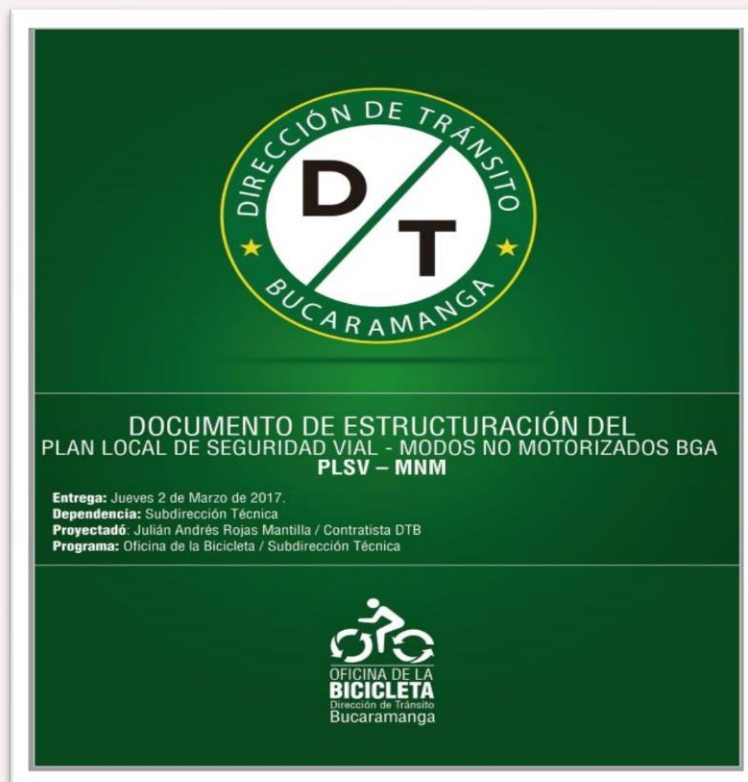 DIRECCIÓN DE TRÁNSITO
D
T
BUCARAMANGA
DOCUMENTO DE ESTRUCTURACIÓN DEL
PLAN LOCAL DE SEGURIDAD VIAL - MODOS NO MOTORIZADOS BGA
PLSV – MNM
Entrega: Jueves 2 de Marzo de 2017.
Dependencia: Subdirección Técnica
Proyectadó: Julián Andrés Rojas Mantilla / Contratista DTB
Programa: Oficina de la Bicicleta / Subdirección Técnica
OFICINA DE LA
BICICLETA
Dirección de Tránsito
Bucaramanga